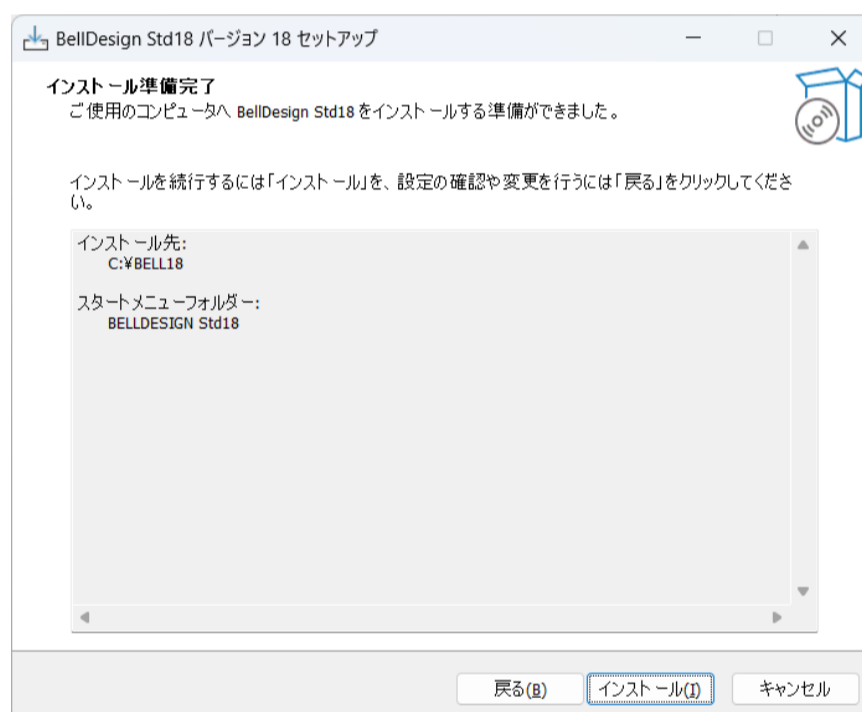 BellDesign Std18 バージョン 18 セットアップ
インストール準備完了
ご使用のコンピュータへ BellDesign Std18 をインストールする準備ができました。
インストールを続行するには「インストール」を、設定の確認や変更を行うには「戻る」をクリックしてくださ
い。
インストール先:
C:¥BELL18
スタートメニューフォルダー:
BELLDESIGN Std18
戻る(B) インストール(I) キャンセル